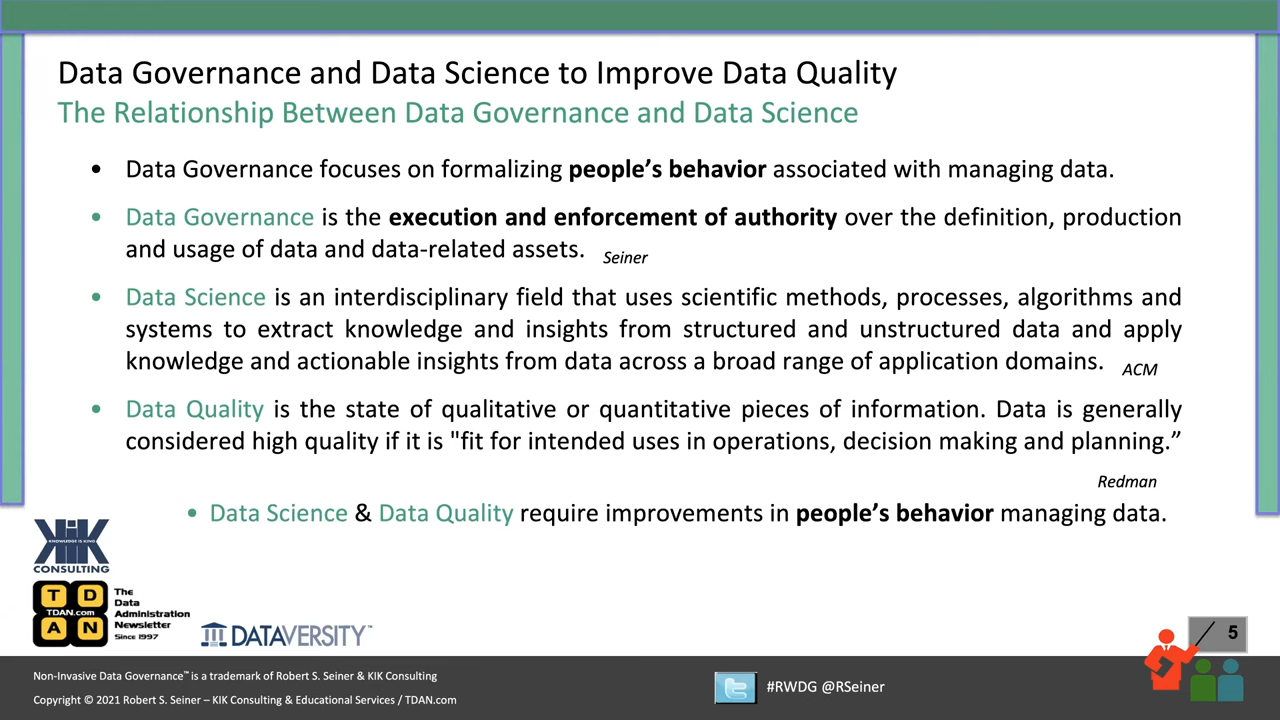 Data Governance and Data Science to Improve Data Quality
The Relationship Between Data Governance and Data Science
• Data Governance focuses on formalizing people’s behavior associated with managing data.
• Data Governance is the execution and enforcement of authority over the definition, production
and usage of data and data-related assets. Seiner
• Data Science is an interdisciplinary field that uses scientific methods, processes, algorithms and
systems to extract knowledge and insights from structured and unstructured data and apply
knowledge and actionable insights from data across a broad range of application domains. ACM
• Data Quality is the state of qualitative or quantitative pieces of information. Data is generally
considered high quality if it is "fit for intended uses in operations, decision making and planning.”
Redman
• Data Science & Data Quality require improvements in people’s behavior managing data.
KIK
KNOWLEDGE IS KING
CONSULTING
T D
TDAN.com
A N
The
Data
Administration
Newsletter
Since 1997
DATAVERSITY™
5
Non-Invasive Data Governance™ is a trademark of Robert S. Seiner & KIK Consulting
Copyright © 2021 Robert S. Seiner – KIK Consulting & Educational Services / TDAN.com
#RWDG @RSeiner